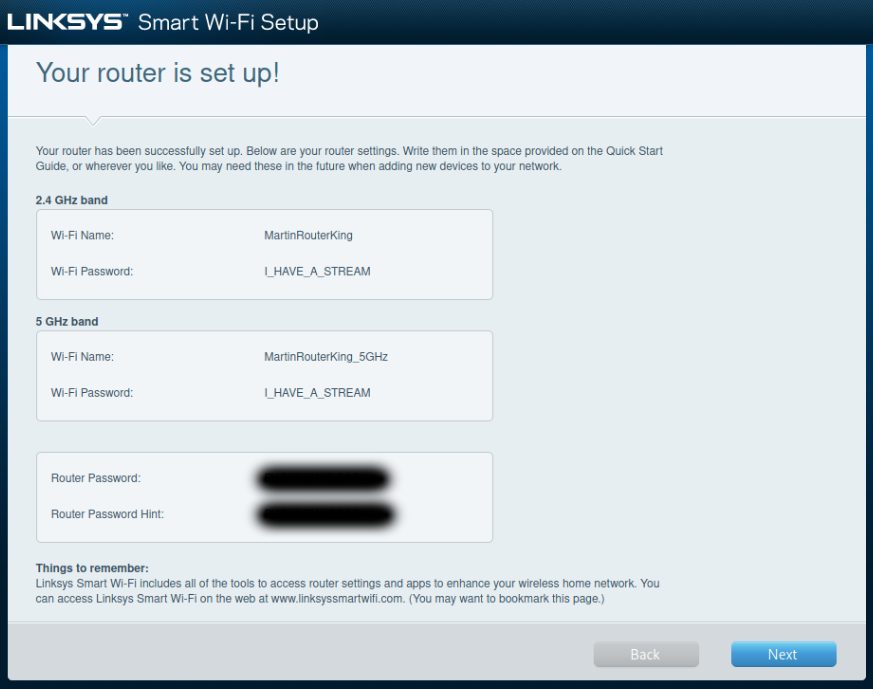 LINKSYS™ Smart Wi-Fi Setup
Your router is set up!
Your router has been successfully set up. Below are your router settings. Write them in the space provided on the Quick Start
Guide, or wherever you like. You may need these in the future when adding new devices to your network.
2.4 GHz band
Wi-Fi Name: MartinRouterKing
Wi-Fi Password: I_HAVE_A_STREAM
5 GHz band
Wi-Fi Name: MartinRouterKing_5GHz
Wi-Fi Password: I_HAVE_A_STREAM
Router Password:
Router Password Hint:
Things to remember:
Linksys Smart Wi-Fi includes all of the tools to access router settings and apps to enhance your wireless home network. You
can access Linksys Smart Wi-Fi on the web at www.linksyssmartwifi.com. (You may want to bookmark this page.)
Back Next